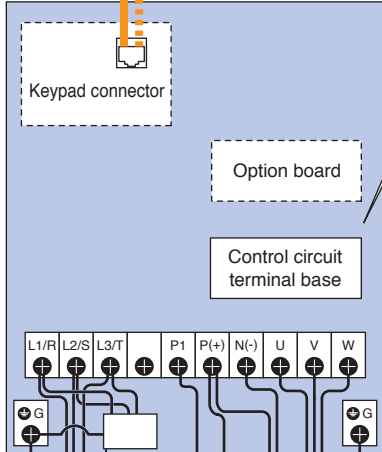 Keypad connector
Option board
Control circuit
terminal base
L1/R L2/S L3/T P1 P(+) N(-) U V W
G G